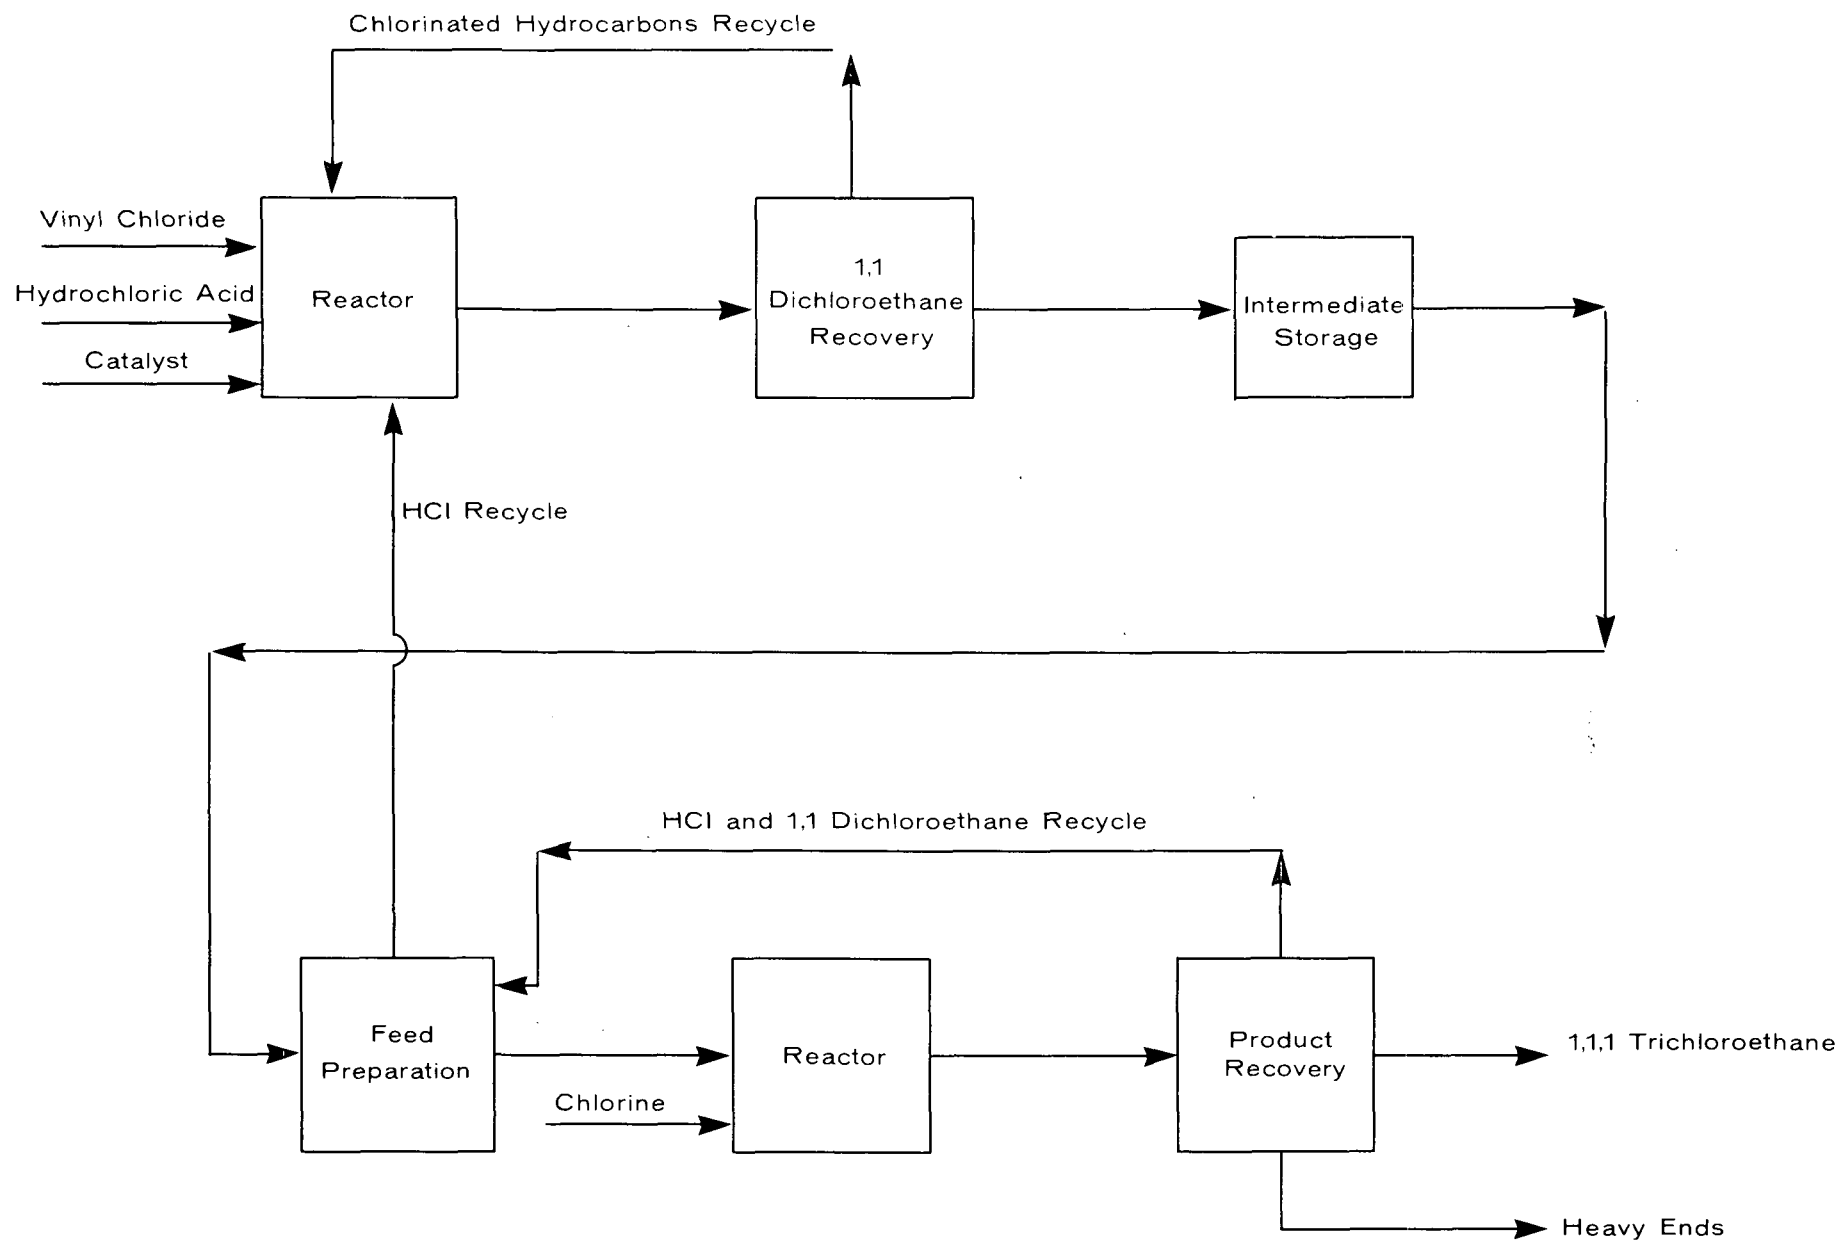 Chlorinated Hydrocarbons Recycle
Vinyl Chloride
Hydrochloric Acid
Catalyst
Reactor
1,1
Dichloroethane
Recovery
Intermediate
Storage
HCl Recycle
HCl and 1,1 Dichloroethane Recycle
Feed
Preparation
Chlorine
Reactor
Product
Recovery
1,1,1 Trichloroethane
Heavy Ends